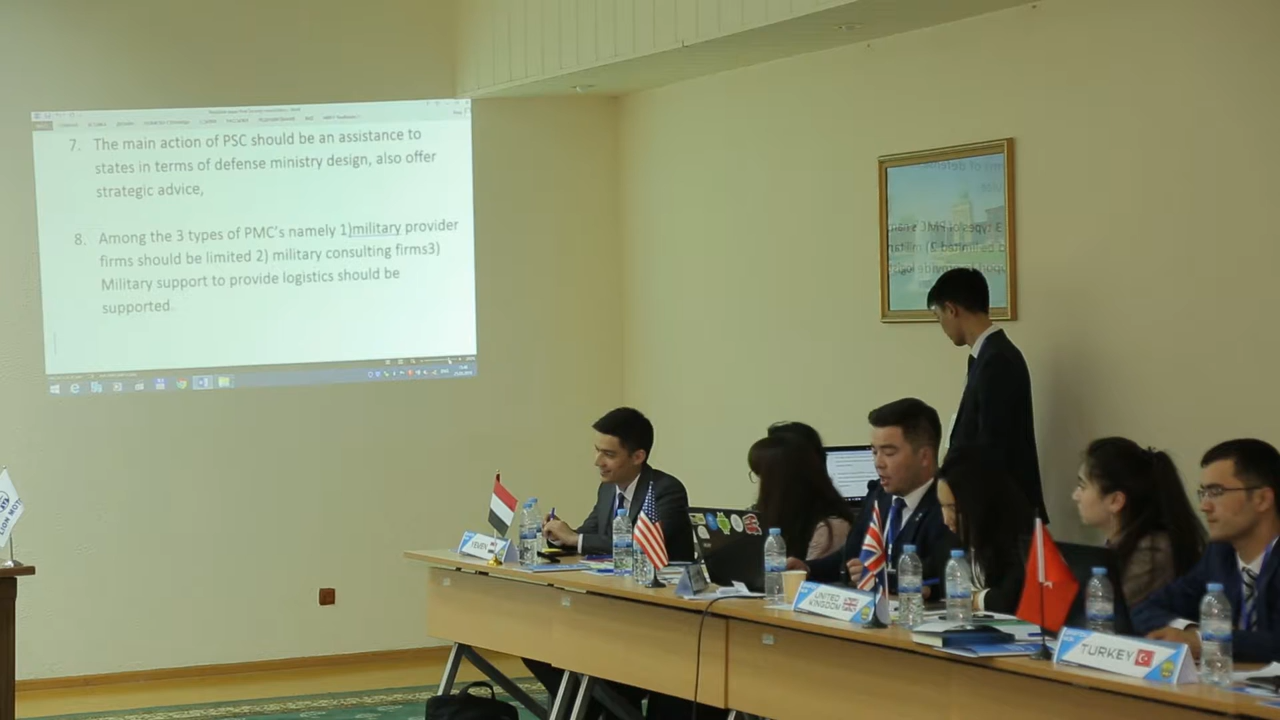 7. The main action of PSC should be an assistance to
states in terms of defense ministry design, also offer
strategic advice,
8. Among the 3 types of PMC's namely 1)military provider
firms should be limited 2) military consulting firms3)
Military support to provide logistics should be
supported.
YEMEN
UNITED
KINGDOM
TURKEY